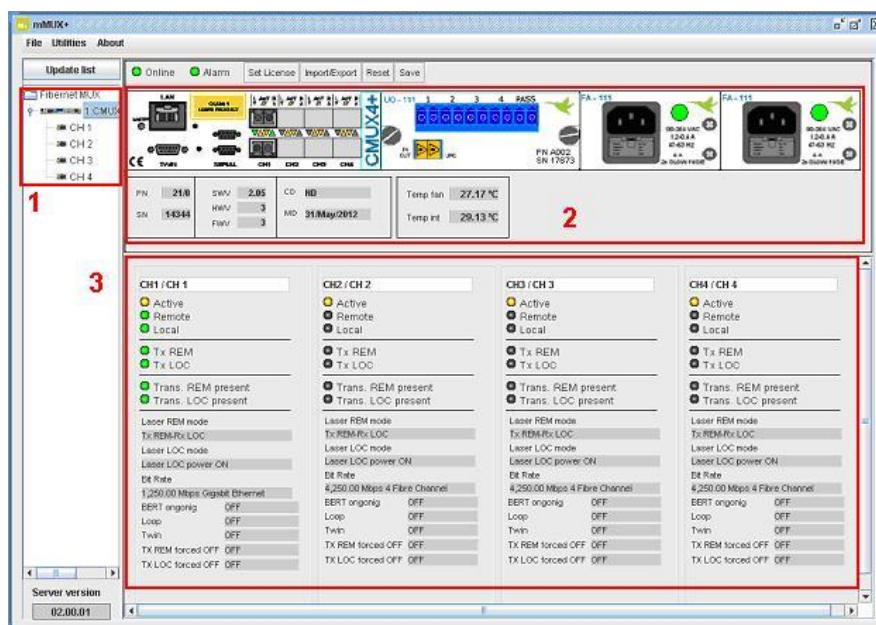 mMUX+
File Utilities About
Update list
Online Alarm Set License Import/Export Reset Save
Fibernet MUX
1 CMUX
CH 1
CH 2
CH 3
CH 4
1
LAN
CLASS 1
LASER PRODUCT
TWIN SERIAL CH1 CH2 CH3 CH4
CMUX4+
UO-111 1 2 3 4 PASS
IN
OUT
PN A002
SN 17873
FA-111
FA-111
PN 21/0
SN 14344
SWV 2.05
HWV 3
FWV 3
CD HD
MD 31/May/2012
Temp fan 27.17 ºC
Temp int 29.13 ºC
2
3
CH1 / CH 1
Active
Remote
Local
Tx REM
Tx LOC
Trans. REM present
Trans. LOC present
Laser REM mode
Tx REM-Rx LOC
Laser LOC mode
Laser LOC power ON
Bit Rate
1,250.00 Mbps Gigabit Ethernet
BERT ongonig OFF
Loop OFF
Twin OFF
TX REM forced OFF OFF
TX LOC forced OFF OFF
CH2 / CH 2
Active
Remote
Local
Tx REM
Tx LOC
Trans. REM present
Trans. LOC present
Laser REM mode
Tx REM-Rx LOC
Laser LOC mode
Laser LOC power ON
Bit Rate
4,250.00 Mbps 4 Fibre Channel
BERT ongonig OFF
Loop OFF
Twin OFF
TX REM forced OFF OFF
TX LOC forced OFF OFF
CH3 / CH 3
Active
Remote
Local
Tx REM
Tx LOC
Trans. REM present
Trans. LOC present
Laser REM mode
Tx REM-Rx LOC
Laser LOC mode
Laser LOC power ON
Bit Rate
4,250.00 Mbps 4 Fibre Channel
BERT ongonig OFF
Loop OFF
Twin OFF
TX REM forced OFF OFF
TX LOC forced OFF OFF
CH4 / CH 4
Active
Remote
Local
Tx REM
Tx LOC
Trans. REM present
Trans. LOC present
Laser REM mode
Tx REM-Rx LOC
Laser LOC mode
Laser LOC power ON
Bit Rate
4,250.00 Mbps 4 Fibre Channel
BERT ongonig OFF
Loop OFF
Twin OFF
TX REM forced OFF OFF
TX LOC forced OFF OFF
Server version
02.00.01